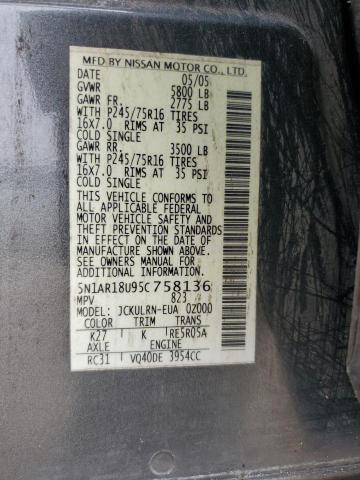 MFD BY NISSAN MOTOR CO., LTD.
DATE 05/05
GVWR 5800 LB
GAWR FR. 2775 LB
WITH P245/75R16 TIRES
16X7.0 RIMS AT 35 PSI
COLD SINGLE
GAWR RR. 3500 LB
WITH P245/75R16 TIRES
16X7.0 RIMS AT 35 PSI
COLD SINGLE
THIS VEHICLE CONFORMS TO
ALL APPLICABLE FEDERAL
MOTOR VEHICLE SAFETY AND
THEFT PREVENTION STANDARDS
IN EFFECT ON THE DATE OF
MANUFACTURE SHOWN ABOVE.
SEE OWNERS MANUAL FOR
ADDITIONAL INFORMATION
5N1AR18U95C758136
MPV 823
MODEL: JCKULRN-EUA 0Z000
COLOR TRIM TRANS
K27 K RE5R05A
AXLE ENGINE
RC31 VQ40DE 3954CC